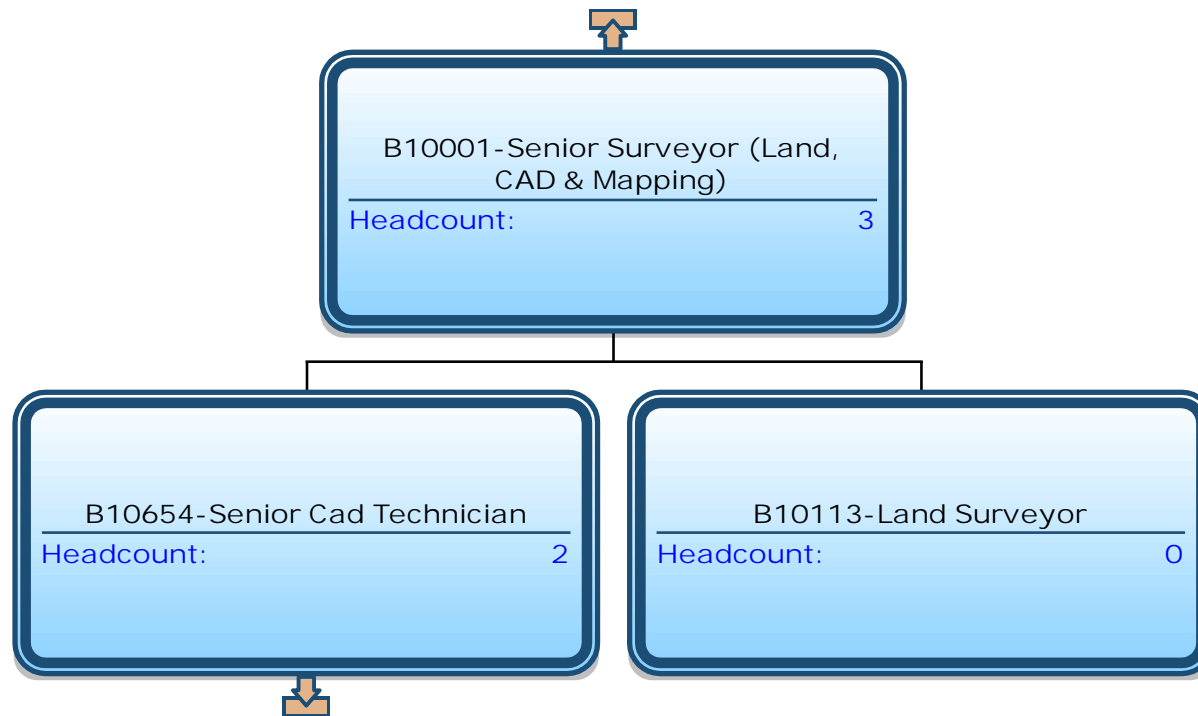 B10001-Senior Surveyor (Land,
CAD & Mapping)
Headcount: 3
B10654-Senior Cad Technician
Headcount: 2
B10113-Land Surveyor
Headcount: 0